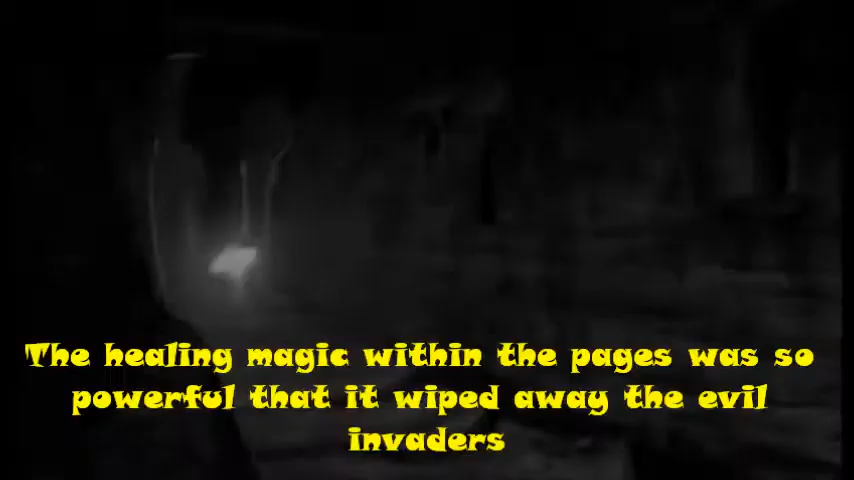 The healing magic within the pages was so
powerful that it wiped away the evil
invaders